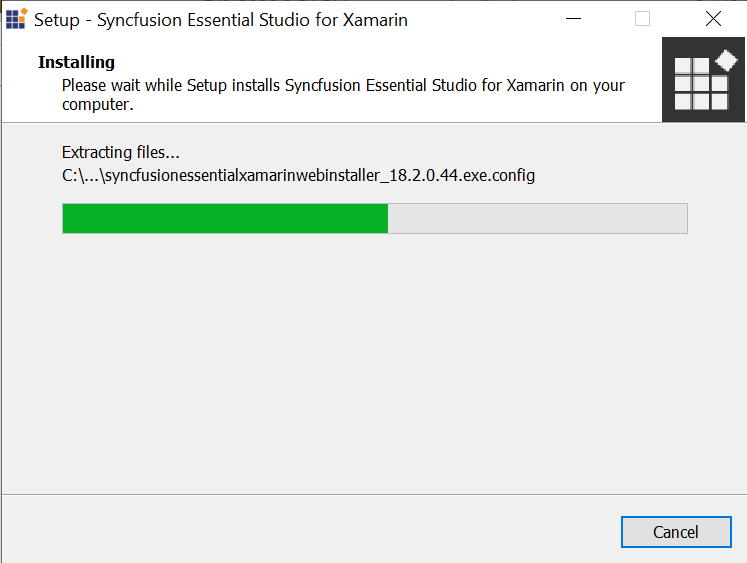 Setup - Syncfusion Essential Studio for Xamarin
Installing
Please wait while Setup installs Syncfusion Essential Studio for Xamarin on your
computer.
Extracting files...
C:\...\syncfusionessentialxamarinwebinstaller_18.2.0.44.exe.config
Cancel